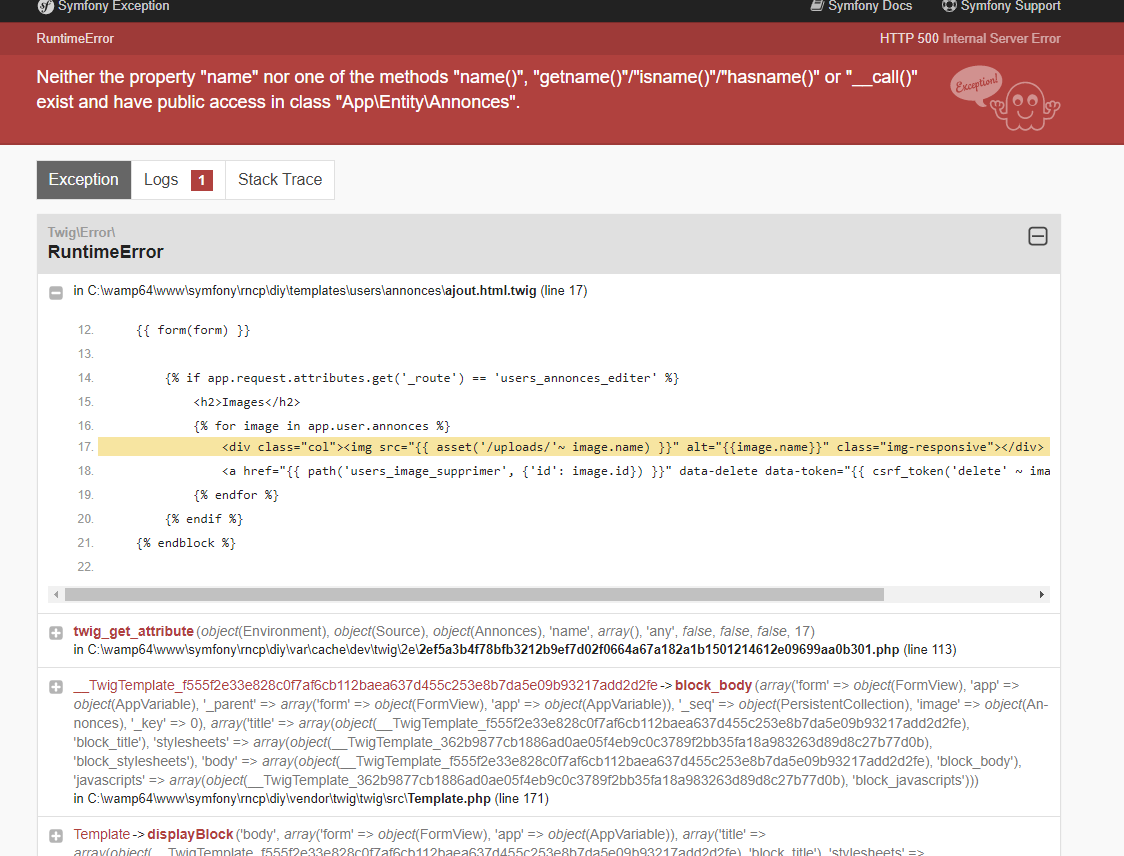 Symfony Exception
Symfony Docs
Symfony Support
RuntimeError
HTTP 500 Internal Server Error
Neither the property "name" nor one of the methods "name()", "getname()"/"isname()"/"hasname()" or "__call()"
exist and have public access in class "App\Entity\Annonces".
Exception!
Exception
Logs 1
Stack Trace
Twig\Error\
RuntimeError
in C:\wamp64\www\symfony\rncp\diy\templates\users\annonces\ajout.html.twig (line 17)
12. {{ form(form) }}
13.
14. {% if app.request.attributes.get('_route') == 'users_annonces_editer' %}
15. <h2>Images</h2>
16. {% for image in app.user.annonces %}
17. <div class="col"><img src="{{ asset('/uploads/'~ image.name) }}" alt="{{image.name}}" class="img-responsive"></div>
18. <a href="{{ path('users_image_supprimer', {'id': image.id}) }}" data-delete data-token="{{ csrf_token('delete' ~ ima
19. {% endfor %}
20. {% endif %}
21. {% endblock %}
22.
twig_get_attribute(object(Environment), object(Source), object(Annonces), 'name', array(), 'any', false, false, false, 17)
in C:\wamp64\www\symfony\rncp\diy\var\cache\dev\twig\2e\2ef5a3b4f78bfb3212b9ef7d02f0664a67a182a1b1501214612e09699aa0b301.php (line 113)
__TwigTemplate_f555f2e33e828c0f7af6cb112baea637d455c253e8b7da5e09b93217add2d2fe->block_body(array('form' => object(FormView), 'app' =>
object(AppVariable), '_parent' => array('form' => object(FormView), 'app' => object(AppVariable)), '_seq' => object(PersistentCollection), 'image' => object(An-
nonces), '_key' => 0), array('title' => array(object(__TwigTemplate_f555f2e33e828c0f7af6cb112baea637d455c253e8b7da5e09b93217add2d2fe),
'block_title'), 'stylesheets' => array(object(__TwigTemplate_362b9877cb1886ad0ae05f4eb9c0c3789f2bb35fa18a983263d89d8c27b77d0b),
'block_stylesheets'), 'body' => array(object(__TwigTemplate_f555f2e33e828c0f7af6cb112baea637d455c253e8b7da5e09b93217add2d2fe), 'block_body'),
'javascripts' => array(object(__TwigTemplate_362b9877cb1886ad0ae05f4eb9c0c3789f2bb35fa18a983263d89d8c27b77d0b), 'block_javascripts')))
in C:\wamp64\www\symfony\rncp\diy\vendor\twig\twig\src\Template.php (line 171)
Template->displayBlock('body', array('form' => object(FormView), 'app' => object(AppVariable)), array('title' =>
array(object(__TwigTemplate_f555f2e33e828c0f7af6cb112baea637d455c253e8b7da5e09b93217add2d2fe), 'block_title'), 'stylesheets' =>